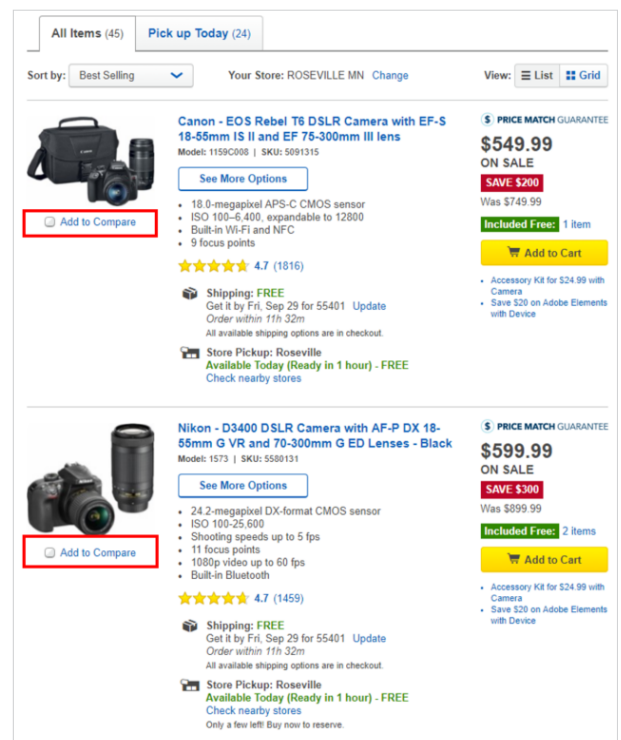 All Items (45)
Pick up Today (24)
Sort by: Best Selling
Your Store: ROSEVILLE MN Change
View: List Grid
Canon - EOS Rebel T6 DSLR Camera with EF-S
18-55mm IS II and EF 75-300mm III lens
Model: 1159C008 | SKU: 5091315
See More Options
18.0-megapixel APS-C CMOS sensor
ISO 100–6,400, expandable to 12800
Built-in Wi-Fi and NFC
9 focus points
4.7 (1816)
Shipping: FREE
Get it by Fri, Sep 29 for 55401 Update
Order within 11h 32m
All available shipping options are in checkout.
Store Pickup: Roseville
Available Today (Ready in 1 hour) - FREE
Check nearby stores
Add to Compare
$ PRICE MATCH GUARANTEE
$549.99
ON SALE
SAVE $200
Was $749.99
Included Free: 1 item
Add to Cart
Accessory Kit for $24.99 with
Camera
Save $20 on Adobe Elements
with Device
Nikon - D3400 DSLR Camera with AF-P DX 18-
55mm G VR and 70-300mm G ED Lenses - Black
Model: 1573 | SKU: 5580131
See More Options
24.2-megapixel DX-format CMOS sensor
ISO 100-25,600
Shooting speeds up to 5 fps
11 focus points
1080p video up to 60 fps
Built-in Bluetooth
4.7 (1459)
Shipping: FREE
Get it by Fri, Sep 29 for 55401 Update
Order within 11h 32m
All available shipping options are in checkout.
Store Pickup: Roseville
Available Today (Ready in 1 hour) - FREE
Check nearby stores
Only a few left! Buy now to reserve.
Add to Compare
$ PRICE MATCH GUARANTEE
$599.99
ON SALE
SAVE $300
Was $899.99
Included Free: 2 items
Add to Cart
Accessory Kit for $24.99 with
Camera
Save $20 on Adobe Elements
with Device